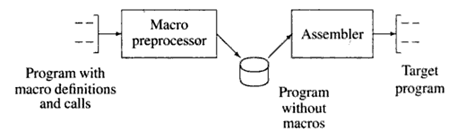 Macro
preprocessor
Assembler
Program with
macro definitions
and calls
Program
without
macros
Target
program